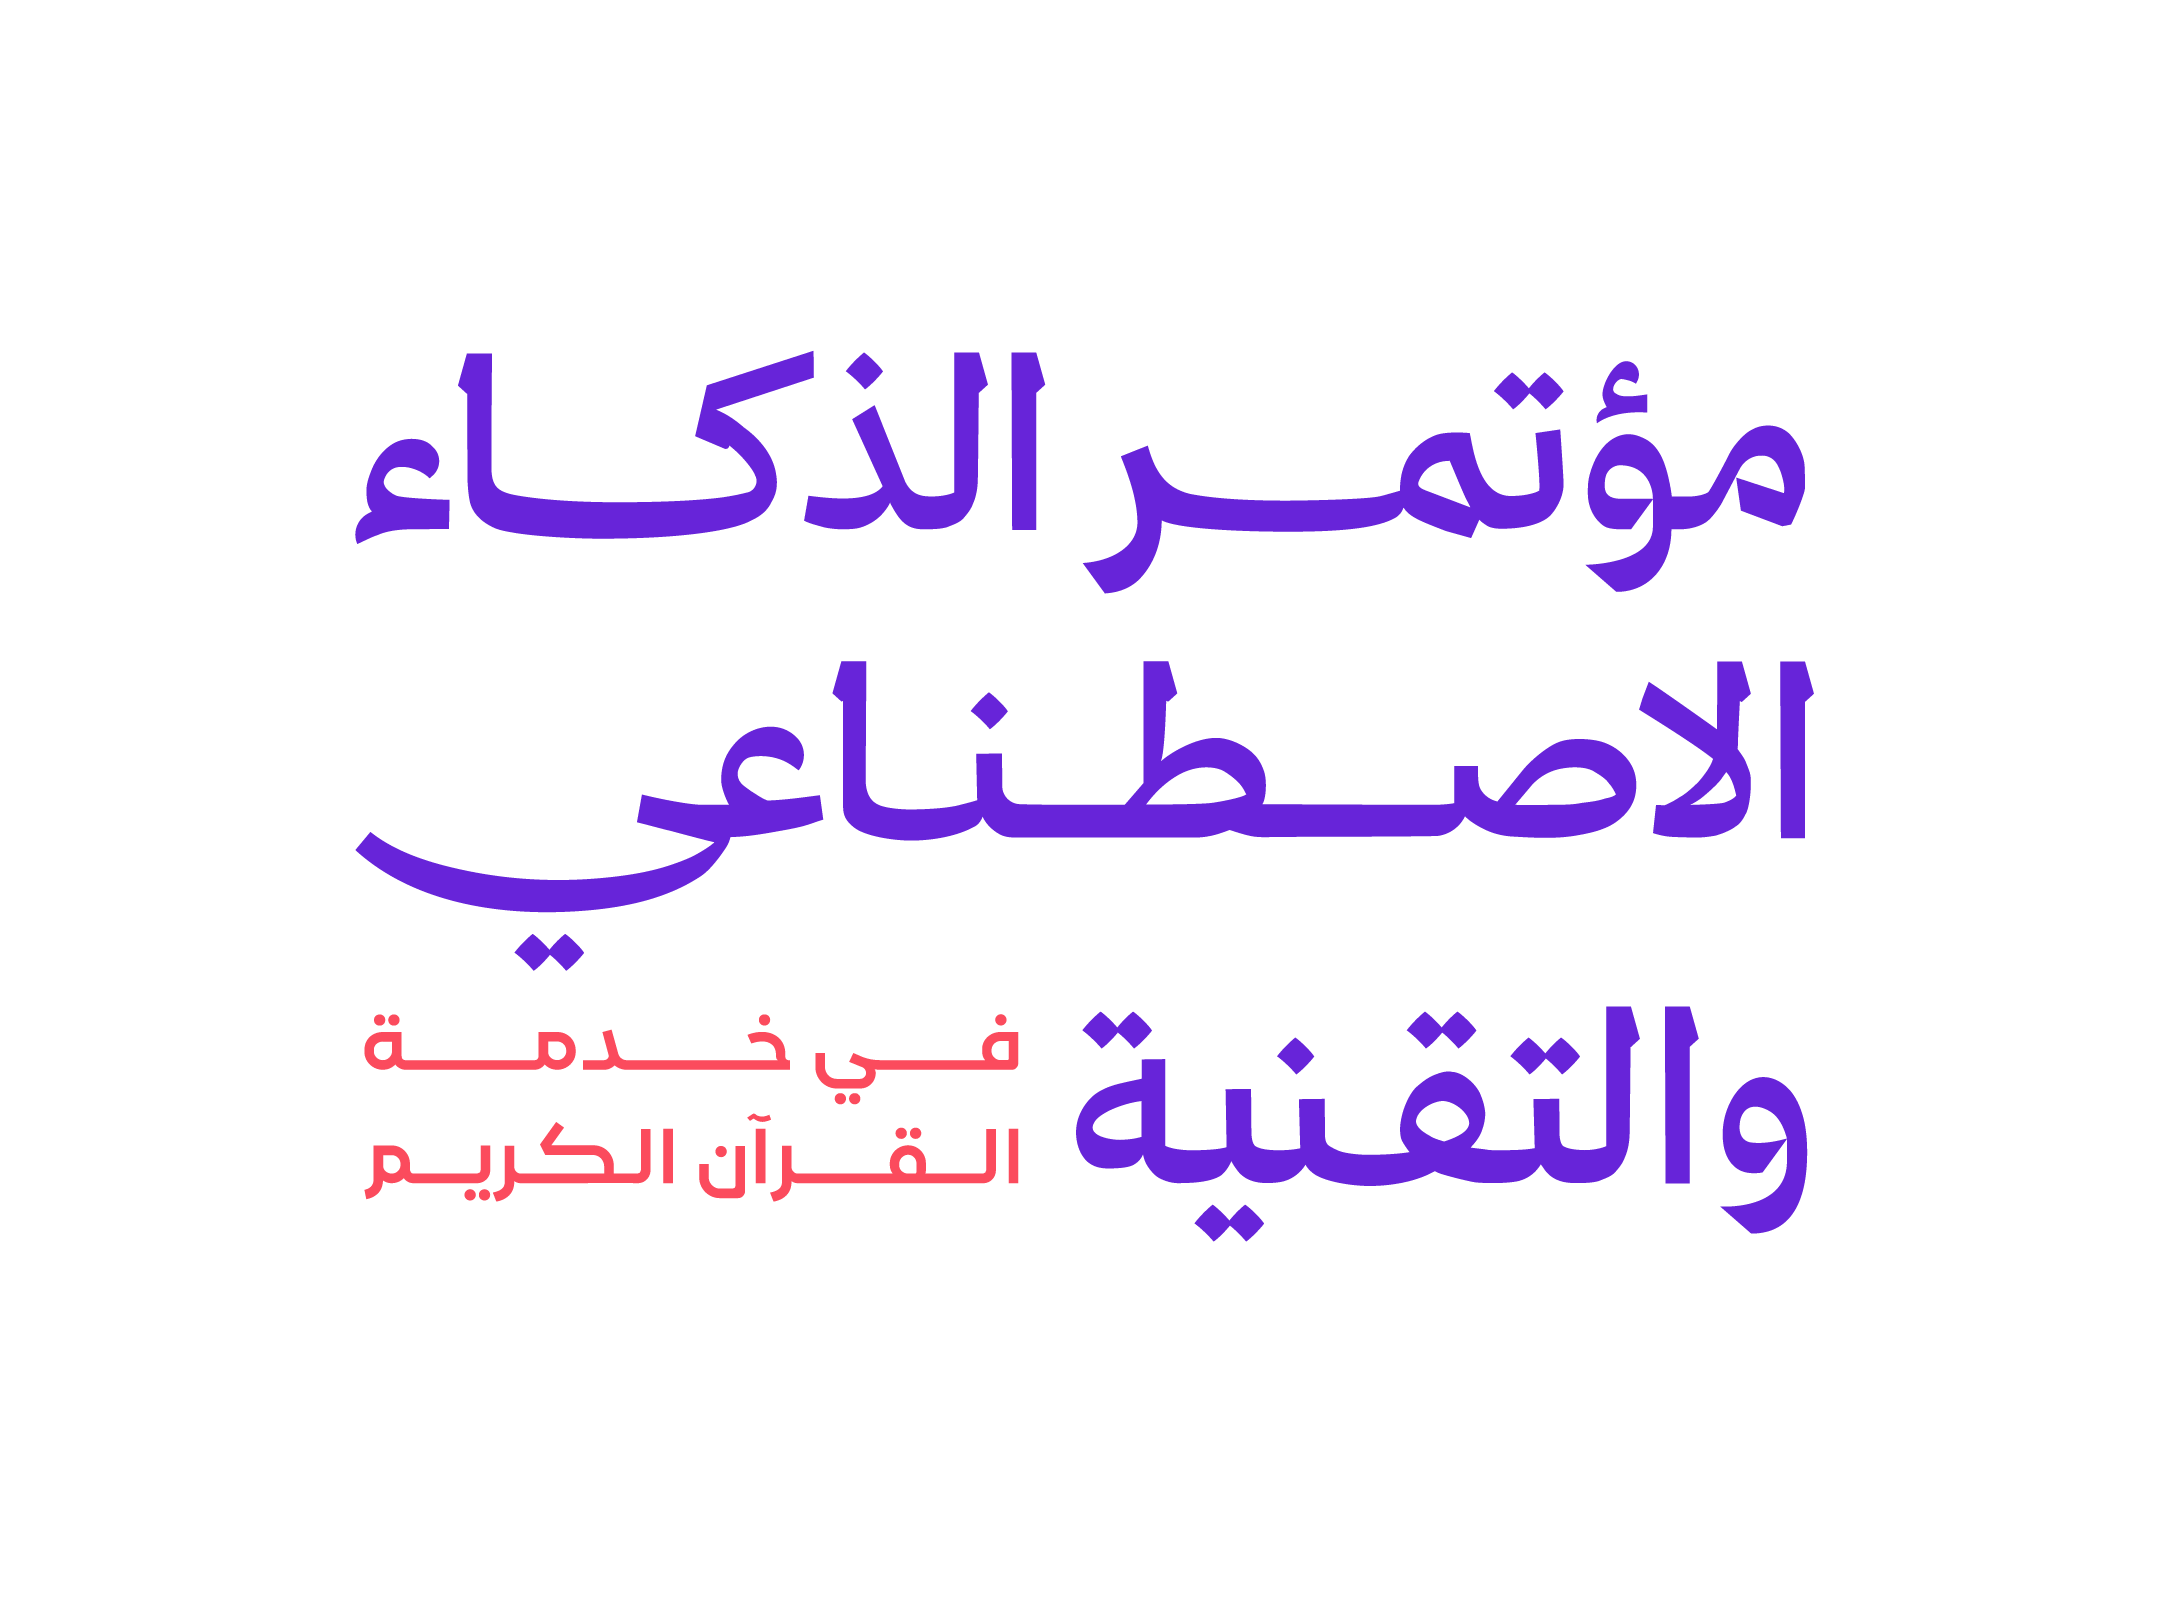 مؤتمر الذكاء
الاصطناعي
والتقنية
في خدمة
القرآن الكريم